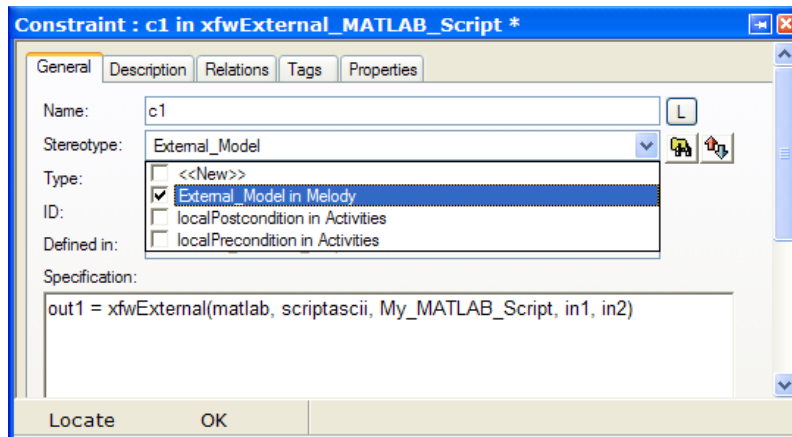 Constraint : c1 in xfwExternal_MATLAB_Script *
General Description Relations Tags Properties
Name: c1 L
Stereotype: External_Model
Type: <<New>>
External_Model in Melody
ID: localPostcondition in Activities
Defined in: localPrecondition in Activities
Specification:
out1 = xfwExternal(matlab, scriptascii, My_MATLAB_Script, in1, in2)
Locate OK